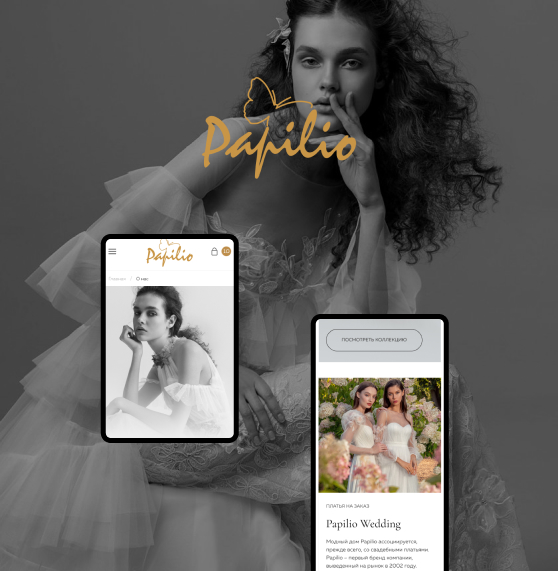 Papilio
Papilio
Главная
О нас
ПОСМОТРЕТЬ КОЛЛЕКЦИЮ
ПЛАТЬЯ НА ЗАКАЗ
Papilio Wedding
Модный дом Papilio ассоциируется,
прежде всего, со свадебными платьями.
Papilio – первый бренд компании,
выведенный на рынок в 2002 году.